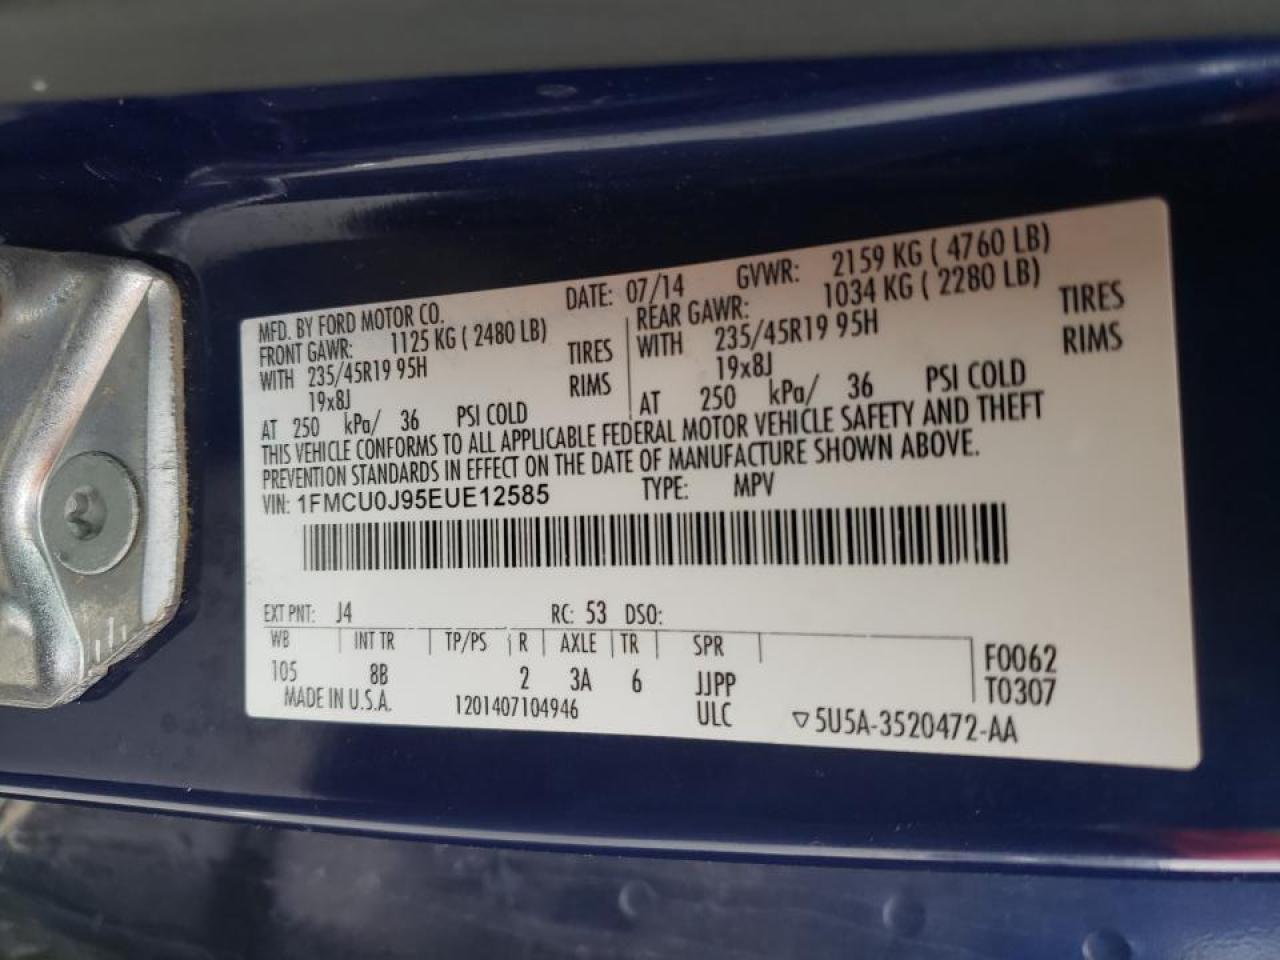 MFD. BY FORD MOTOR CO. DATE: 07/14 GVWR: 2159 KG ( 4760 LB)
FRONT GAWR: 1125 KG ( 2480 LB) REAR GAWR: 1034 KG ( 2280 LB)
WITH 235/45R19 95H TIRES WITH 235/45R19 95H TIRES
19x8J RIMS 19x8J RIMS
AT 250 kPa/ 36 PSI COLD AT 250 kPa/ 36 PSI COLD
THIS VEHICLE CONFORMS TO ALL APPLICABLE FEDERAL MOTOR VEHICLE SAFETY AND THEFT
PREVENTION STANDARDS IN EFFECT ON THE DATE OF MANUFACTURE SHOWN ABOVE.
VIN: 1FMCU0J95EUE12585 TYPE: MPV
EXT PNT: J4 RC: 53 DSO:
WB INT TR TP/PS R AXLE TR SPR F0062
105 8B 2 3A 6 JJPP T0307
MADE IN U.S.A. 1201407104946 ULC ▽5U5A-3520472-AA